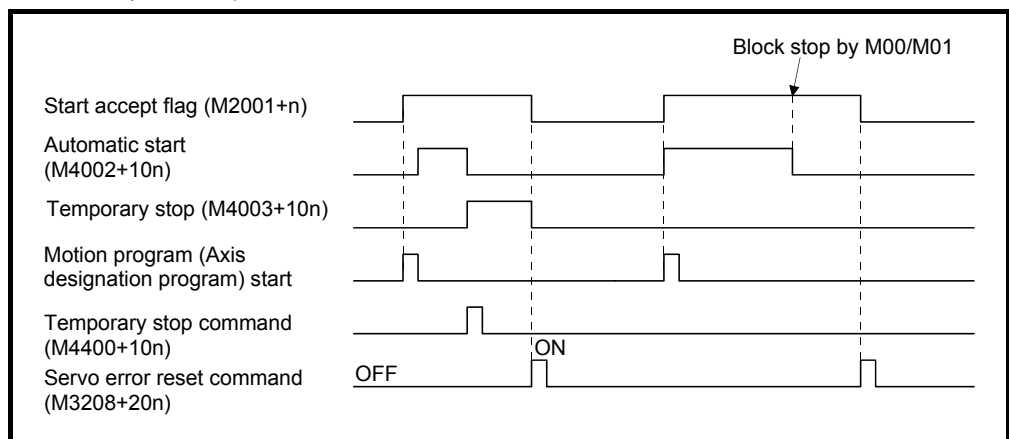 Block stop by M00/M01
Start accept flag (M2001+n)
Automatic start
(M4002+10n)
Temporary stop (M4003+10n)
Motion program (Axis
designation program) start
Temporary stop command
(M4400+10n)
ON
Servo error reset command
(M3208+20n)
OFF